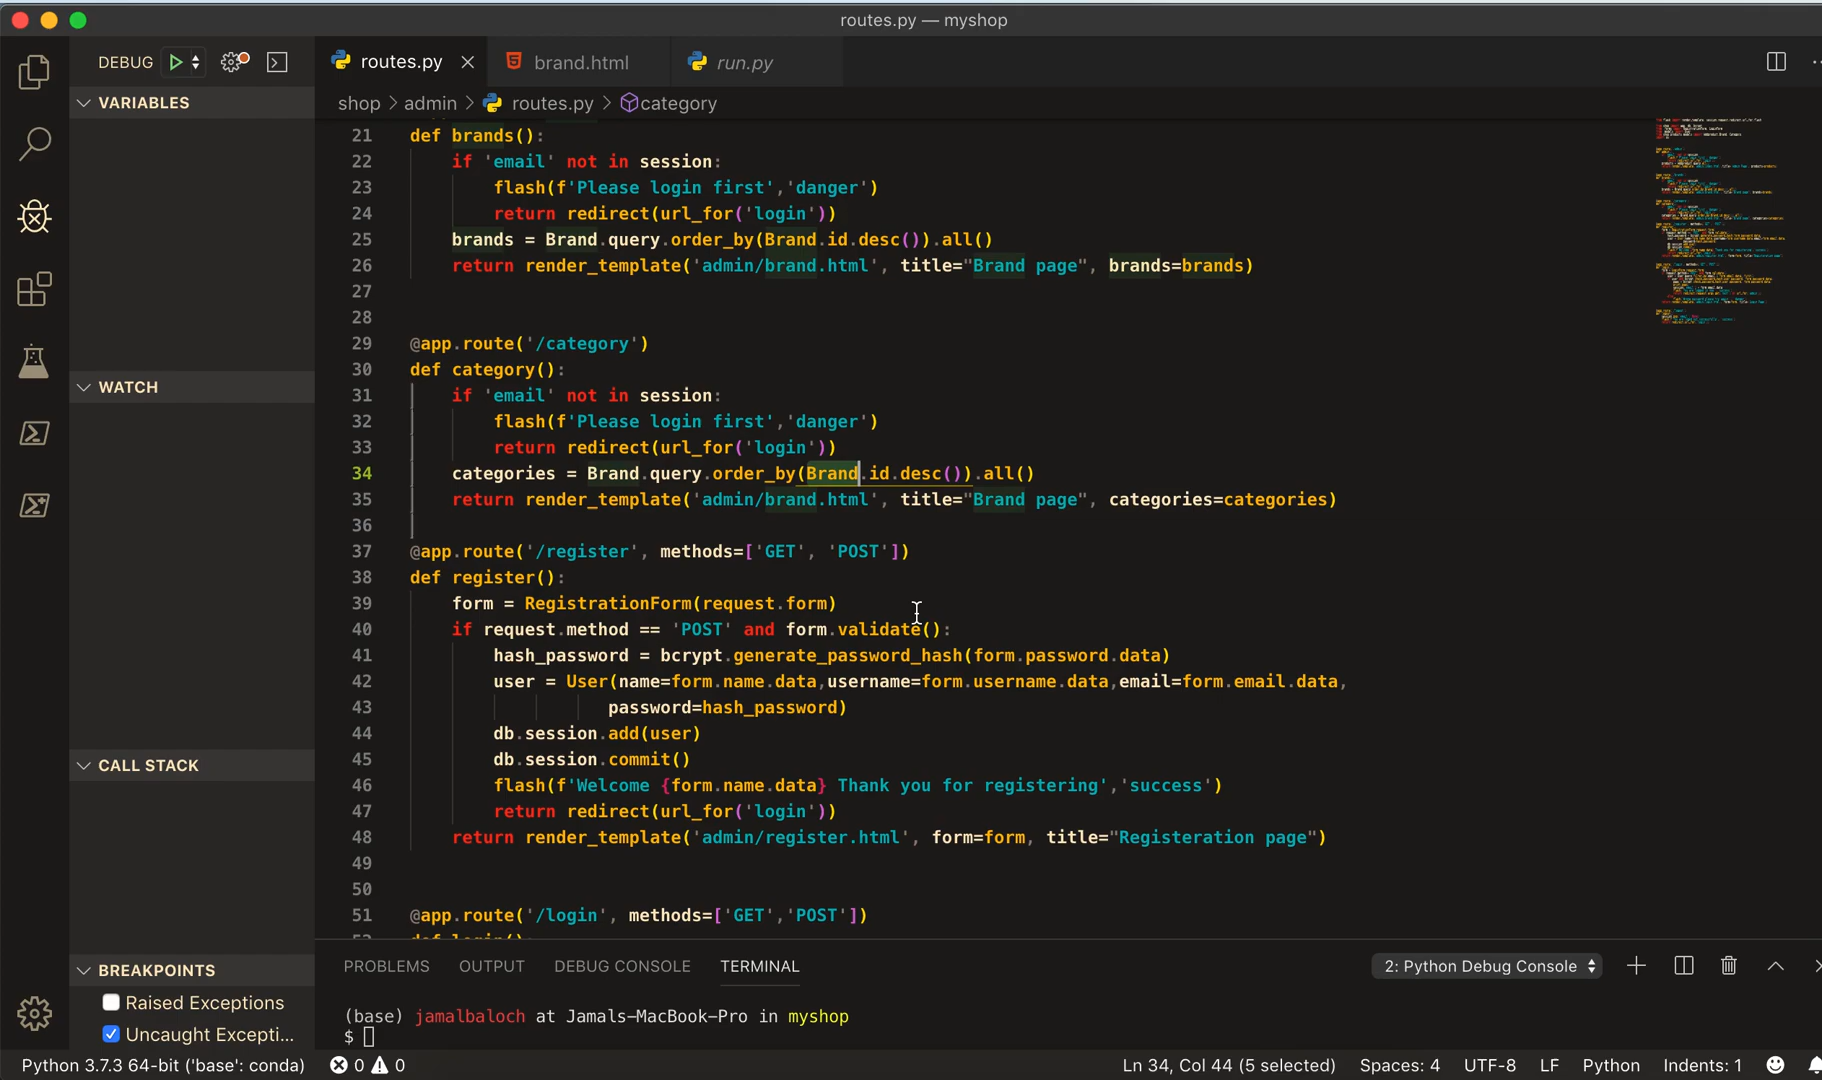 routes.py — myshop
DEBUG
routes.py
brand.html
run.py
VARIABLES
shop > admin > routes.py > category
21 def brands():
22 if 'email' not in session:
23 flash(f'Please login first','danger')
24 return redirect(url_for('login'))
25 brands = Brand.query.order_by(Brand.id.desc()).all()
26 return render_template('admin/brand.html', title="Brand page", brands=brands)
27
28
29 @app.route('/category')
30 def category():
31 if 'email' not in session:
32 flash(f'Please login first','danger')
33 return redirect(url_for('login'))
34 categories = Brand.query.order_by(Brand.id.desc()).all()
35 return render_template('admin/brand.html', title="Brand page", categories=categories)
36
37 @app.route('/register', methods=['GET', 'POST'])
38 def register():
39 form = RegistrationForm(request.form)
40 if request.method == 'POST' and form.validate():
41 hash_password = bcrypt.generate_password_hash(form.password.data)
42 user = User(name=form.name.data,username=form.username.data,email=form.email.data,
43 password=hash_password)
44 db.session.add(user)
45 db.session.commit()
46 flash(f'Welcome {form.name.data} Thank you for registering','success')
47 return redirect(url_for('login'))
48 return render_template('admin/register.html', form=form, title="Registeration page")
49
50
51 @app.route('/login', methods=['GET','POST'])
WATCH
CALL STACK
BREAKPOINTS
Raised Exceptions
Uncaught Excepti...
PROBLEMS OUTPUT DEBUG CONSOLE TERMINAL
2: Python Debug Console
(base) jamalbaloch at Jamals-MacBook-Pro in myshop
$
Python 3.7.3 64-bit ('base': conda) 0 0
Ln 34, Col 44 (5 selected) Spaces: 4 UTF-8 LF Python Indents: 1